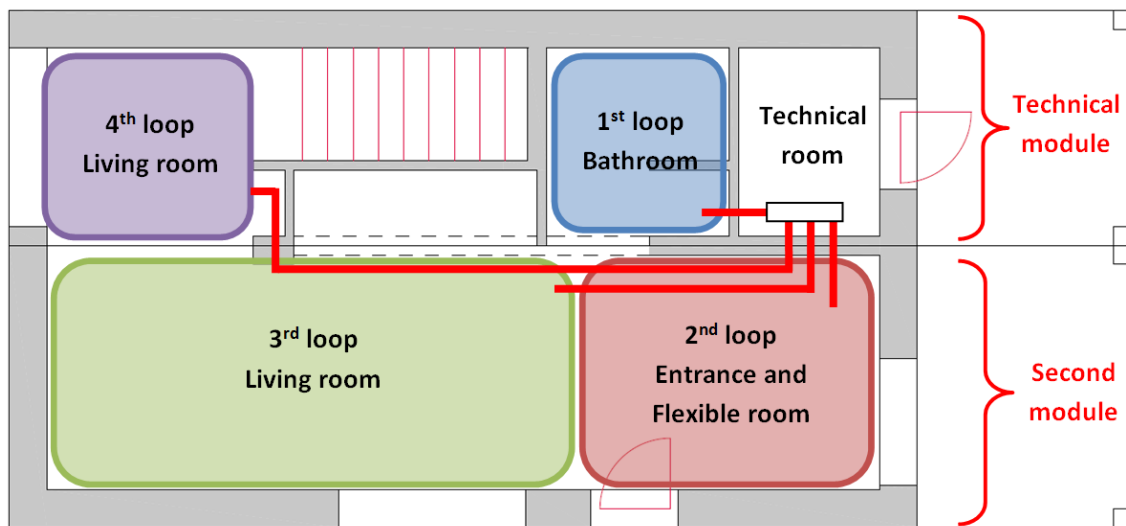 4th loop
Living room
1st loop
Bathroom
Technical
room
Technical
module
3rd loop
Living room
2nd loop
Entrance and
Flexible room
Second
module